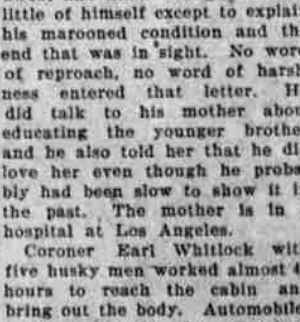 little of himself except to explai
his marooned condition and th
end that was in sight. No wor
of reproach, no word of hars
ness entered that letter. H
did talk to his mother abou
educating the younger brothe
and he also told her that he di
love her even though he proba
bly had been slow to show it i
the past. The mother is in
hospital at Los Angeles.
Coroner Earl Whitlock wit
five husky men worked almost 4
hours to reach the cabin an
bring out the body. Automobil